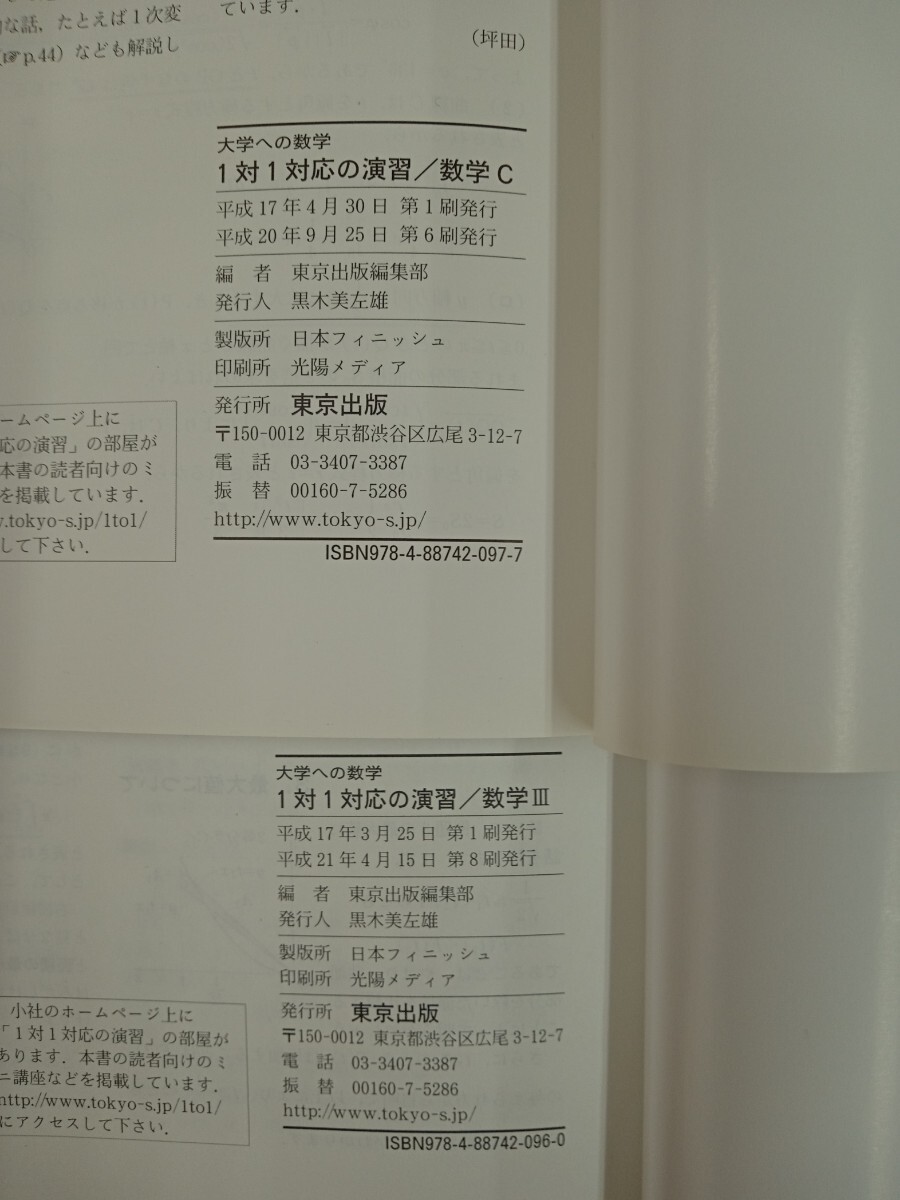 な話、たとえば1次変
(☞p.44)なども解説し
ています.
(坪田)
大学への数学
1対1対応の演習／数学C
平成17年4月30日 第1刷発行
平成20年9月25日 第6刷発行
編 者 東京出版編集部
発行人 黒木美左雄
製版所 日本フィニッシュ
印刷所 光陽メディア
発行所 東京出版
〒150-0012 東京都渋谷区広尾3-12-7
電 話 03-3407-3387
振 替 00160-7-5286
http://www.tokyo-s.jp/
ISBN978-4-88742-097-7
ームページ上に
応の演習」の部屋が
本書の読者向けのミ
を掲載しています.
.tokyo-s.jp/1to1/
して下さい.
大学への数学
1対1対応の演習／数学Ⅲ
平成17年3月25日 第1刷発行
平成21年4月15日 第8刷発行
編 者 東京出版編集部
発行人 黒木美左雄
製版所 日本フィニッシュ
印刷所 光陽メディア
発行所 東京出版
〒150-0012 東京都渋谷区広尾3-12-7
電 話 03-3407-3387
振 替 00160-7-5286
http://www.tokyo-s.jp/
ISBN978-4-88742-096-0
小社のホームページ上に
「1対1対応の演習」の部屋が
あります. 本書の読者向けのミ
ニ講座などを掲載しています.
http://www.tokyo-s.jp/1to1/
にアクセスして下さい.